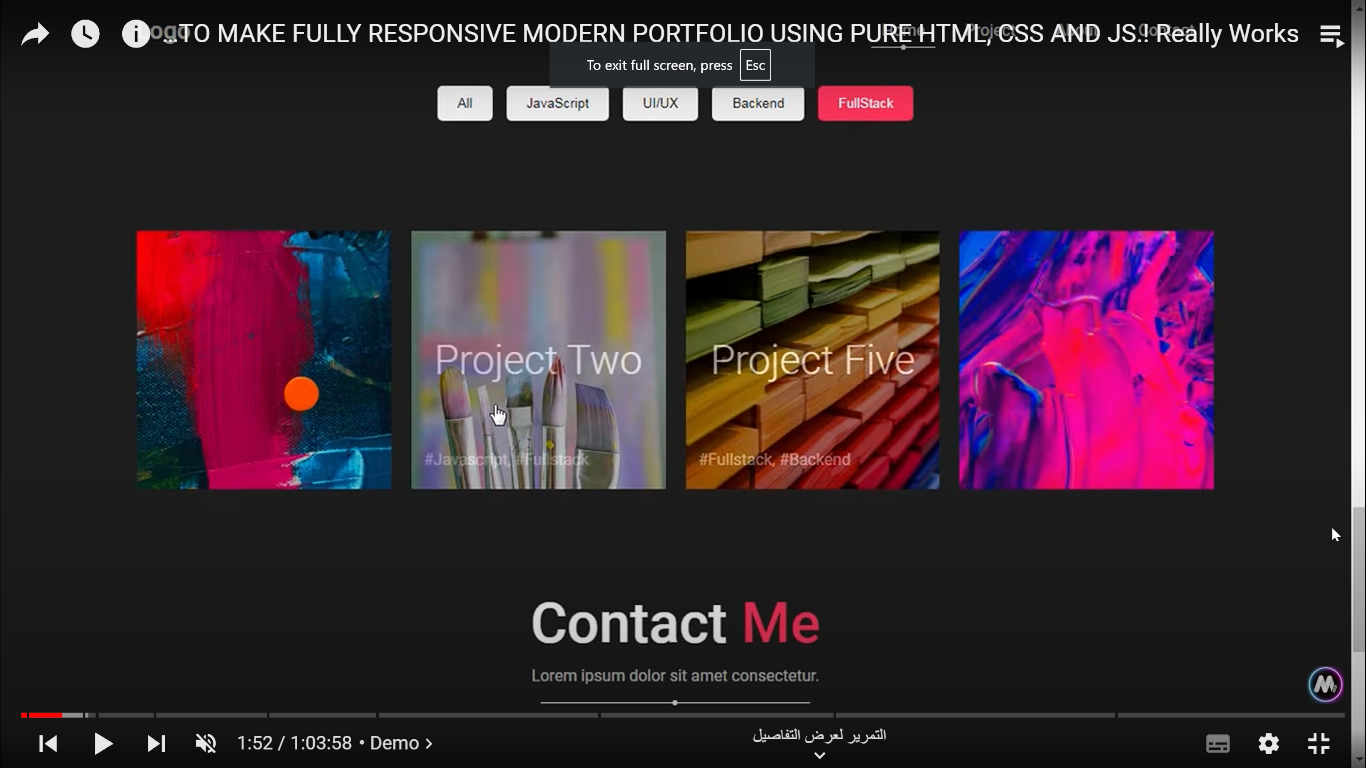 ...TO MAKE FULLY RESPONSIVE MODERN PORTFOLIO USING PURE HTML, CSS AND JS.! Really Works
Logo
To exit full screen, press Esc
All JavaScript UI/UX Backend FullStack
Project Two Project Five
#Javascript, #Fullstack #Fullstack, #Backend
Contact Me
Lorem ipsum dolor sit amet consectetur.
1:52 / 1:03:58 • Demo >
التمرير لعرض التفاصيل